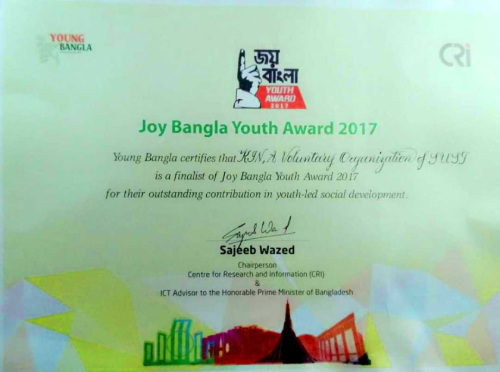 YOUNG
BANGLA
CRi
জয়
বাংলা
YOUTH
AWARD
2017
Joy Bangla Youth Award 2017
Young Bangla certifies that KIN, A Voluntary Organization of SUST
is a finalist of Joy Bangla Youth Award 2017
for their outstanding contribution in youth-led social development.
Sajeeb Wazed
Chairperson
Centre for Research and Information (CRI)
&
ICT Advisor to the Honorable Prime Minister of Bangladesh